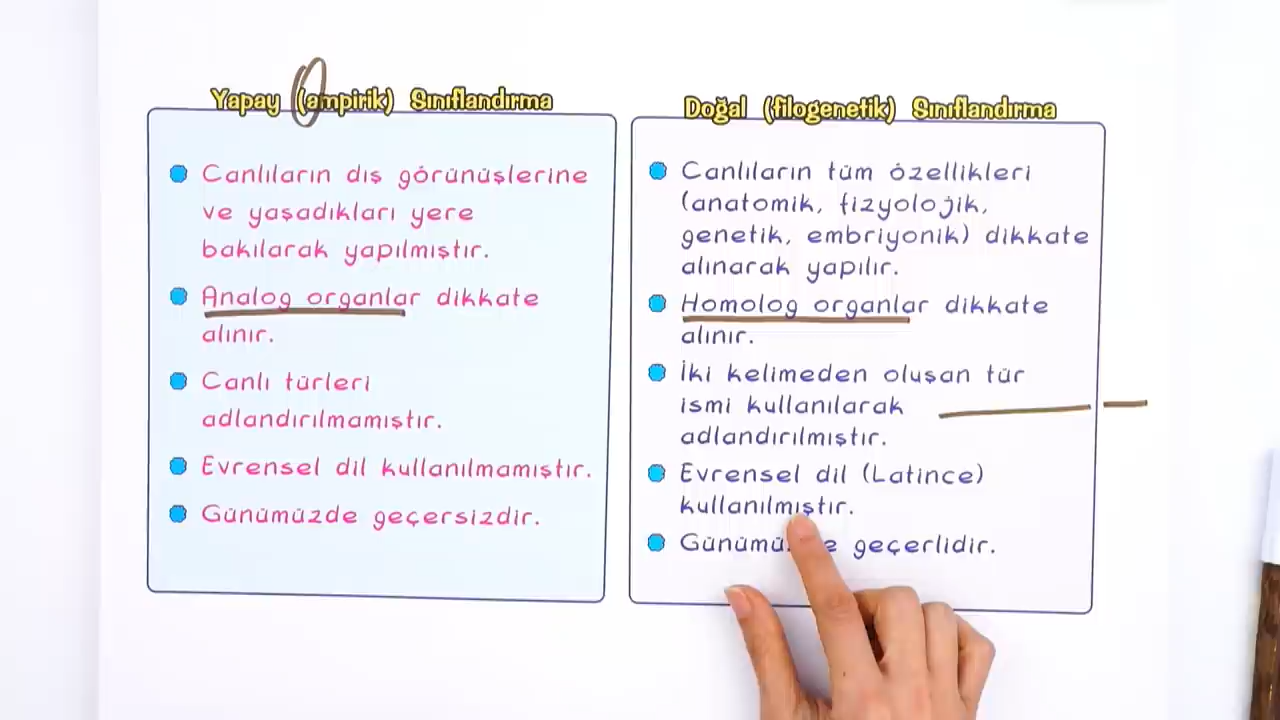 Yapay (ampirik) Sınıflandırma
Canlıların dış görünüşlerine
ve yaşadıkları yere
bakılarak yapılmıştır.
Analog organlar dikkate
alınır.
Canlı türleri
adlandırılmamıştır.
Evrensel dil kullanılmamıştır.
Günümüzde geçersizdir.
Doğal (filogenetik) Sınıflandırma
Canlıların tüm özellikleri
(anatomik, fizyolojik,
genetik, embriyonik) dikkate
alınarak yapılır.
Homolog organlar dikkate
alınır.
İki kelimeden oluşan tür
ismi kullanılarak
adlandırılmıştır.
Evrensel dil (Latince)
kullanılmıştır.
geçerlidir.